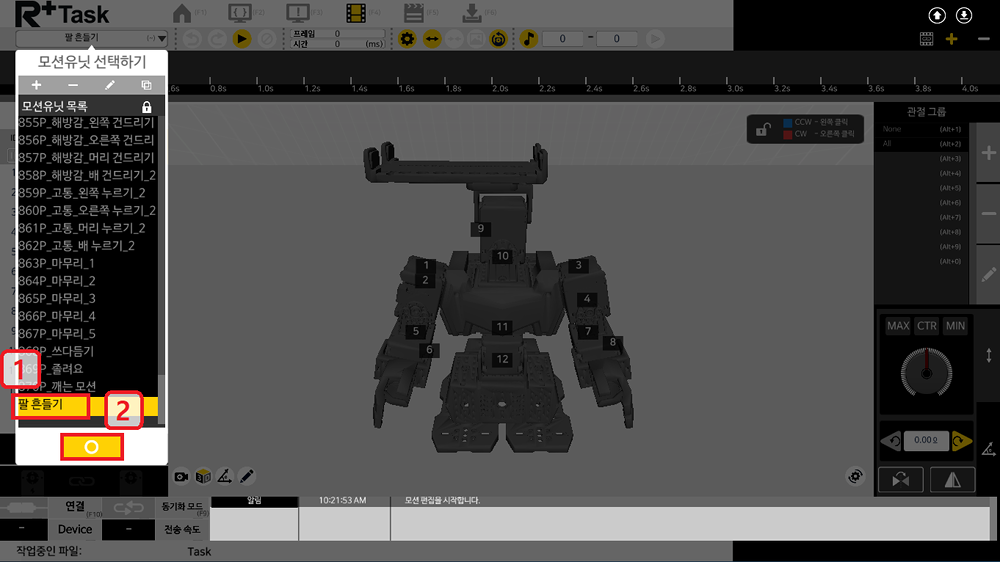 R+Task
(F1)
(F2)
(F3)
(F4)
(F5)
(F6)
팔 흔들기 (-)
프레임 0
시간 0 (ms)
0 - 0
모션유닛 선택하기
모션유닛 목록
855P_해방감_왼쪽 건드리기
856P_해방감_오른쪽 건드리
857P_해방감_머리 건드리기
858P_해방감_배 건드리기_2
859P_고통_왼쪽 누르기_2
860P_고통_오른쪽 누르기_2
861P_고통_머리 누르기_2
862P_고통_배 누르기_2
863P_마무리_1
864P_마무리_2
865P_마무리_3
866P_마무리_4
867P_마무리_5
868P_쓰다듬기
869P_졸려요
870P_깨는 모션
팔 흔들기
1
2
0.8s 1.0s 1.2s 1.4s 1.6s 1.8s 2.0s 2.2s 2.4s 2.6s 2.8s 3.0s 3.2s 3.4s 3.6s 3.8s 4.0s
CCW - 왼쪽 클릭
CW - 오른쪽 클릭
9
10
1
2
3
4
11
5
6
7
8
12
3D
관절 그룹
None (Alt+1)
All (Alt+2)
(Alt+3)
(Alt+4)
(Alt+5)
(Alt+6)
(Alt+7)
(Alt+8)
(Alt+9)
(Alt+0)
MAX CTR MIN
0.00º
연결 (F10)
동기화 모드 (F9)
- Device - 전송 속도
알림 10:21:53 AM 모션 편집을 시작합니다.
작업중인 파일: Task